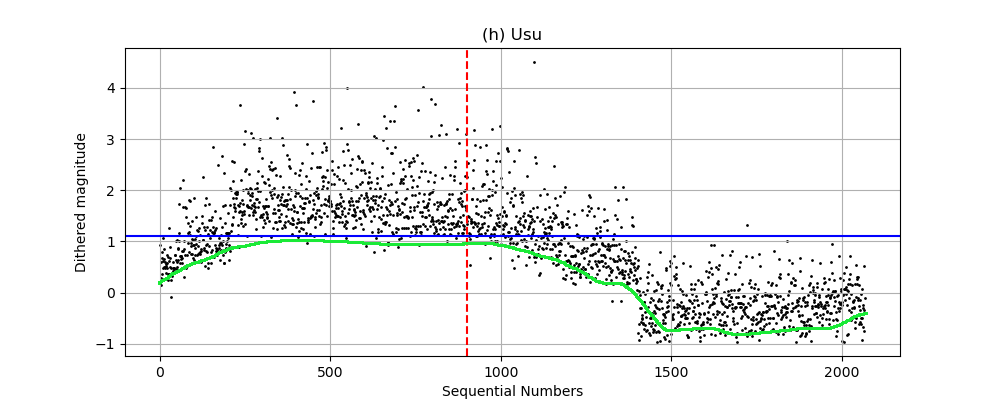 (h) Usu
Dithered magnitude
4
3
2
1
0
−1
0 500 1000 1500 2000
Sequential Numbers